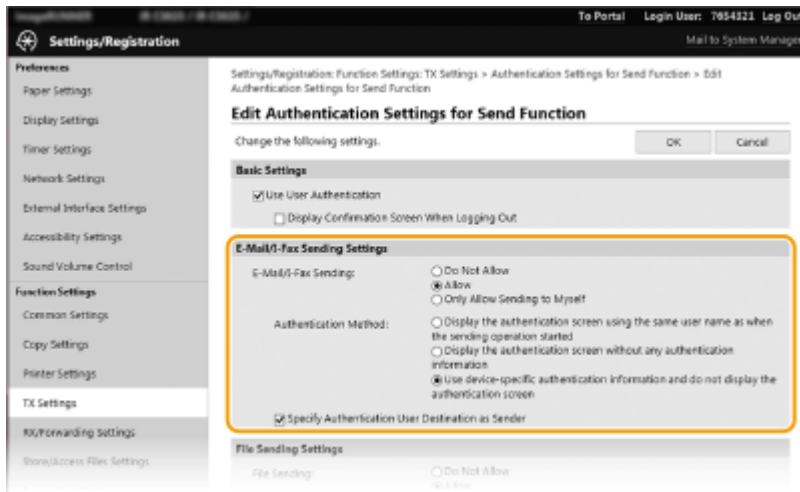 To Portal Login User: 7654321 Log Out
Settings/Registration
Mail to System Manager
Preferences
Paper Settings
Display Settings
Timer Settings
Network Settings
External Interface Settings
Accessibility Settings
Sound Volume Control
Function Settings
Common Settings
Copy Settings
Printer Settings
TX Settings
RX/Forwarding Settings
Store/Access Files Settings
Settings/Registration: Function Settings: TX Settings > Authentication Settings for Send Function > Edit
Authentication Settings for Send Function
Edit Authentication Settings for Send Function
Change the following settings.
OK Cancel
Basic Settings
Use User Authentication
Display Confirmation Screen When Logging Out
E-Mail/I-Fax Sending Settings
E-Mail/I-Fax Sending:
Do Not Allow
Allow
Only Allow Sending to Myself
Authentication Method:
Display the authentication screen using the same user name as when
the sending operation started
Display the authentication screen without any authentication
information
Use device-specific authentication information and do not display the
authentication screen
Specify Authentication User Destination as Sender
File Sending Settings
File Sending:
Do Not Allow